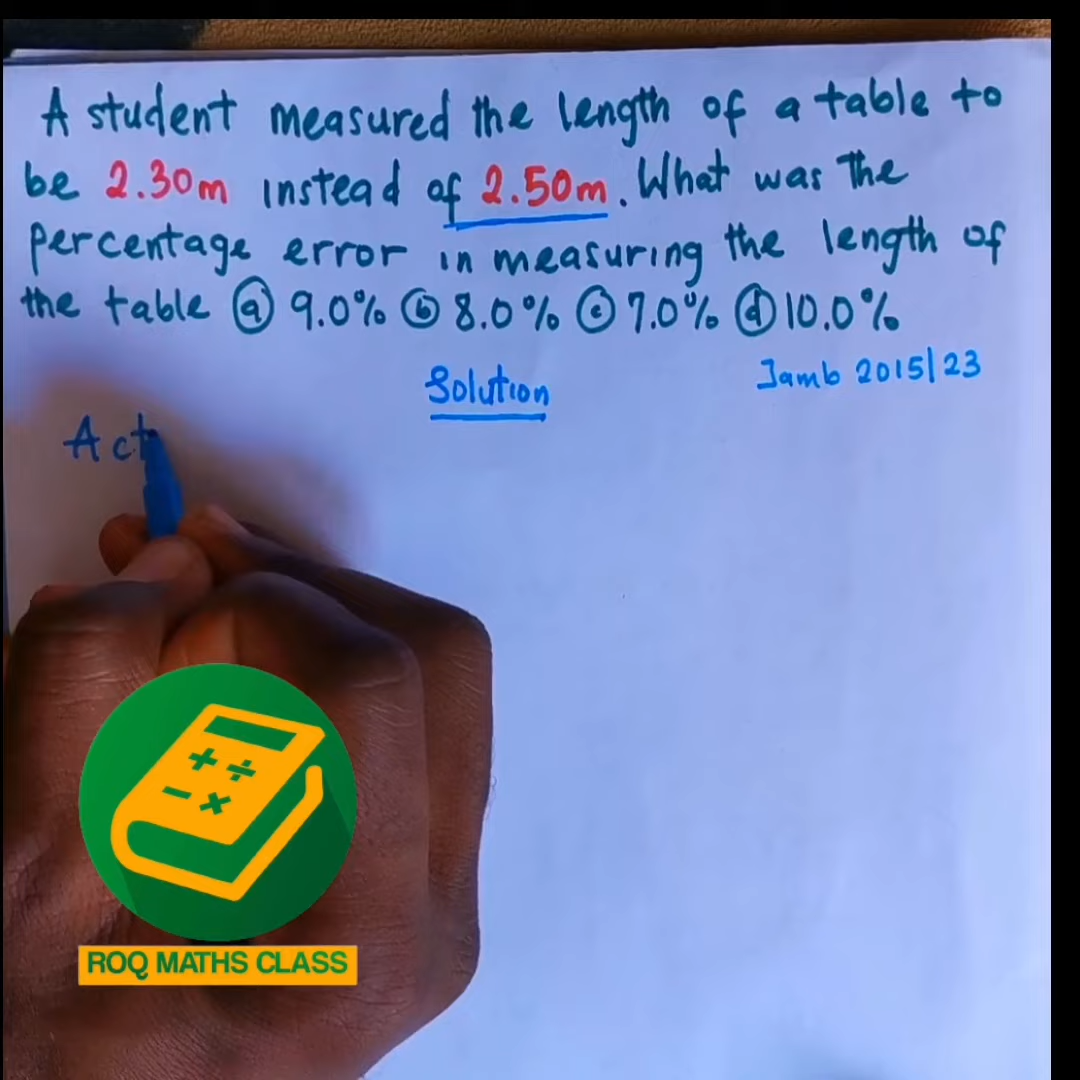 A student measured the length of a table to
be 2.30m instead of 2.50m. What was the
percentage error in measuring the length of
the table ⓐ 9.0% ⓑ 8.0% ⓒ 7.0% ⓓ 10.0%
Solution
Jamb 2015/23
Act
ROQ MATHS CLASS